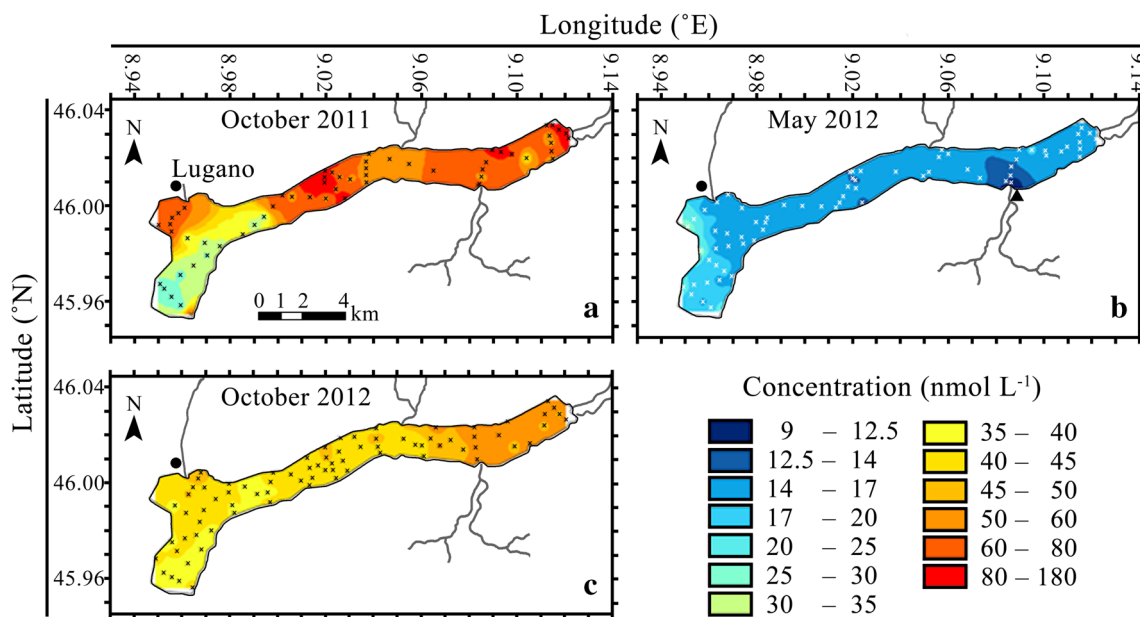 Longitude (˚E)
8.94 8.98 9.02 9.06 9.10 9.14 8.94 8.98 9.02 9.06 9.10 9.14
Latitude (˚N)
46.04
46.00
45.96
N
October 2011
Lugano
0 1 2 4
km
a
N
May 2012
b
46.04
46.00
45.96
N
October 2012
c
Concentration (nmol L-1)
9 – 12.5
12.5 – 14
14 – 17
17 – 20
20 – 25
25 – 30
30 – 35
35 – 40
40 – 45
45 – 50
50 – 60
60 – 80
80 – 180